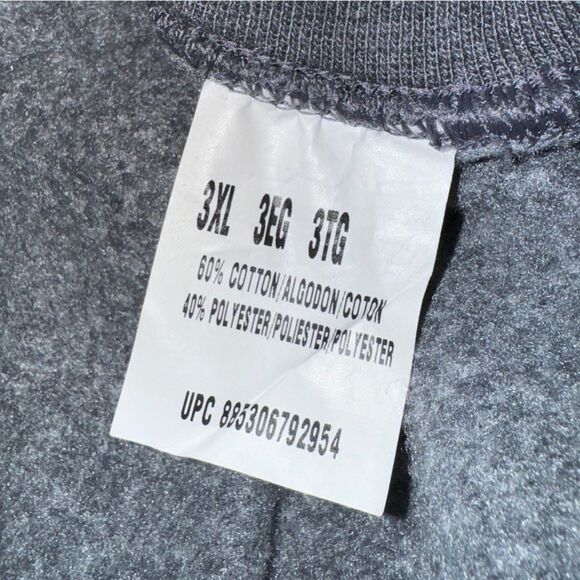 3XL 3EG 3TG
60% COTTON/ALGODON/COTON
40% POLYESTER/POLIESTER/POLYESTER
UPC 885306792954